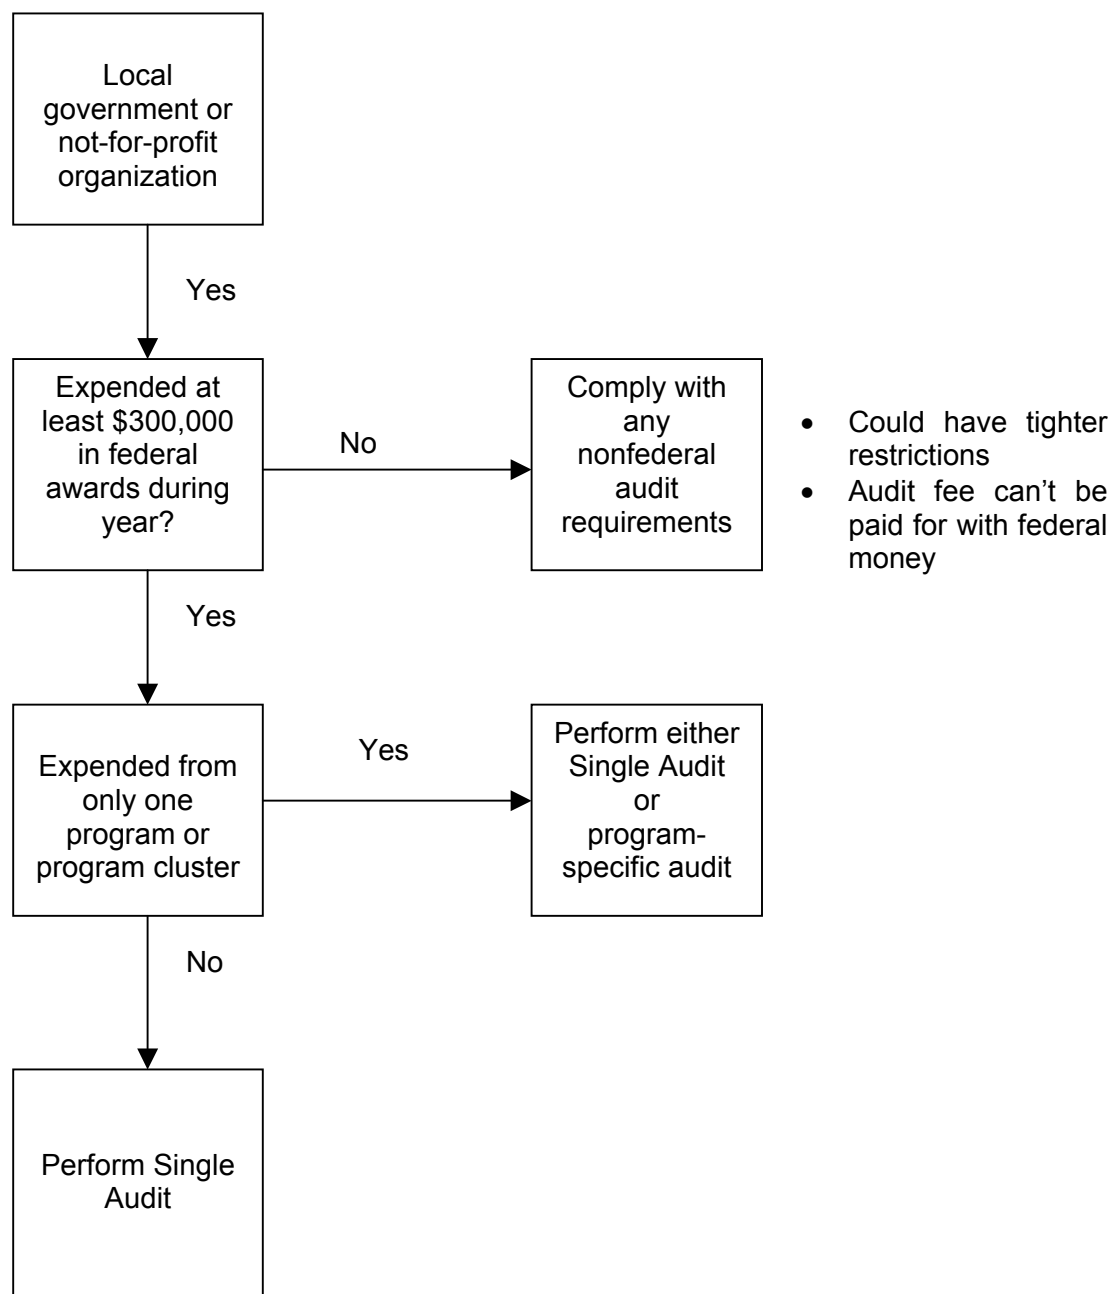 Local
government or
not-for-profit
organization
Yes
Expended at
least $300,000
in federal
awards during
year?
No
Comply with
any
nonfederal
audit
requirements
• Could have tighter
restrictions
• Audit fee can't be
paid for with federal
money
Yes
Expended from
only one
program or
program cluster
Yes
Perform either
Single Audit
or
program-
specific audit
No
Perform Single
Audit